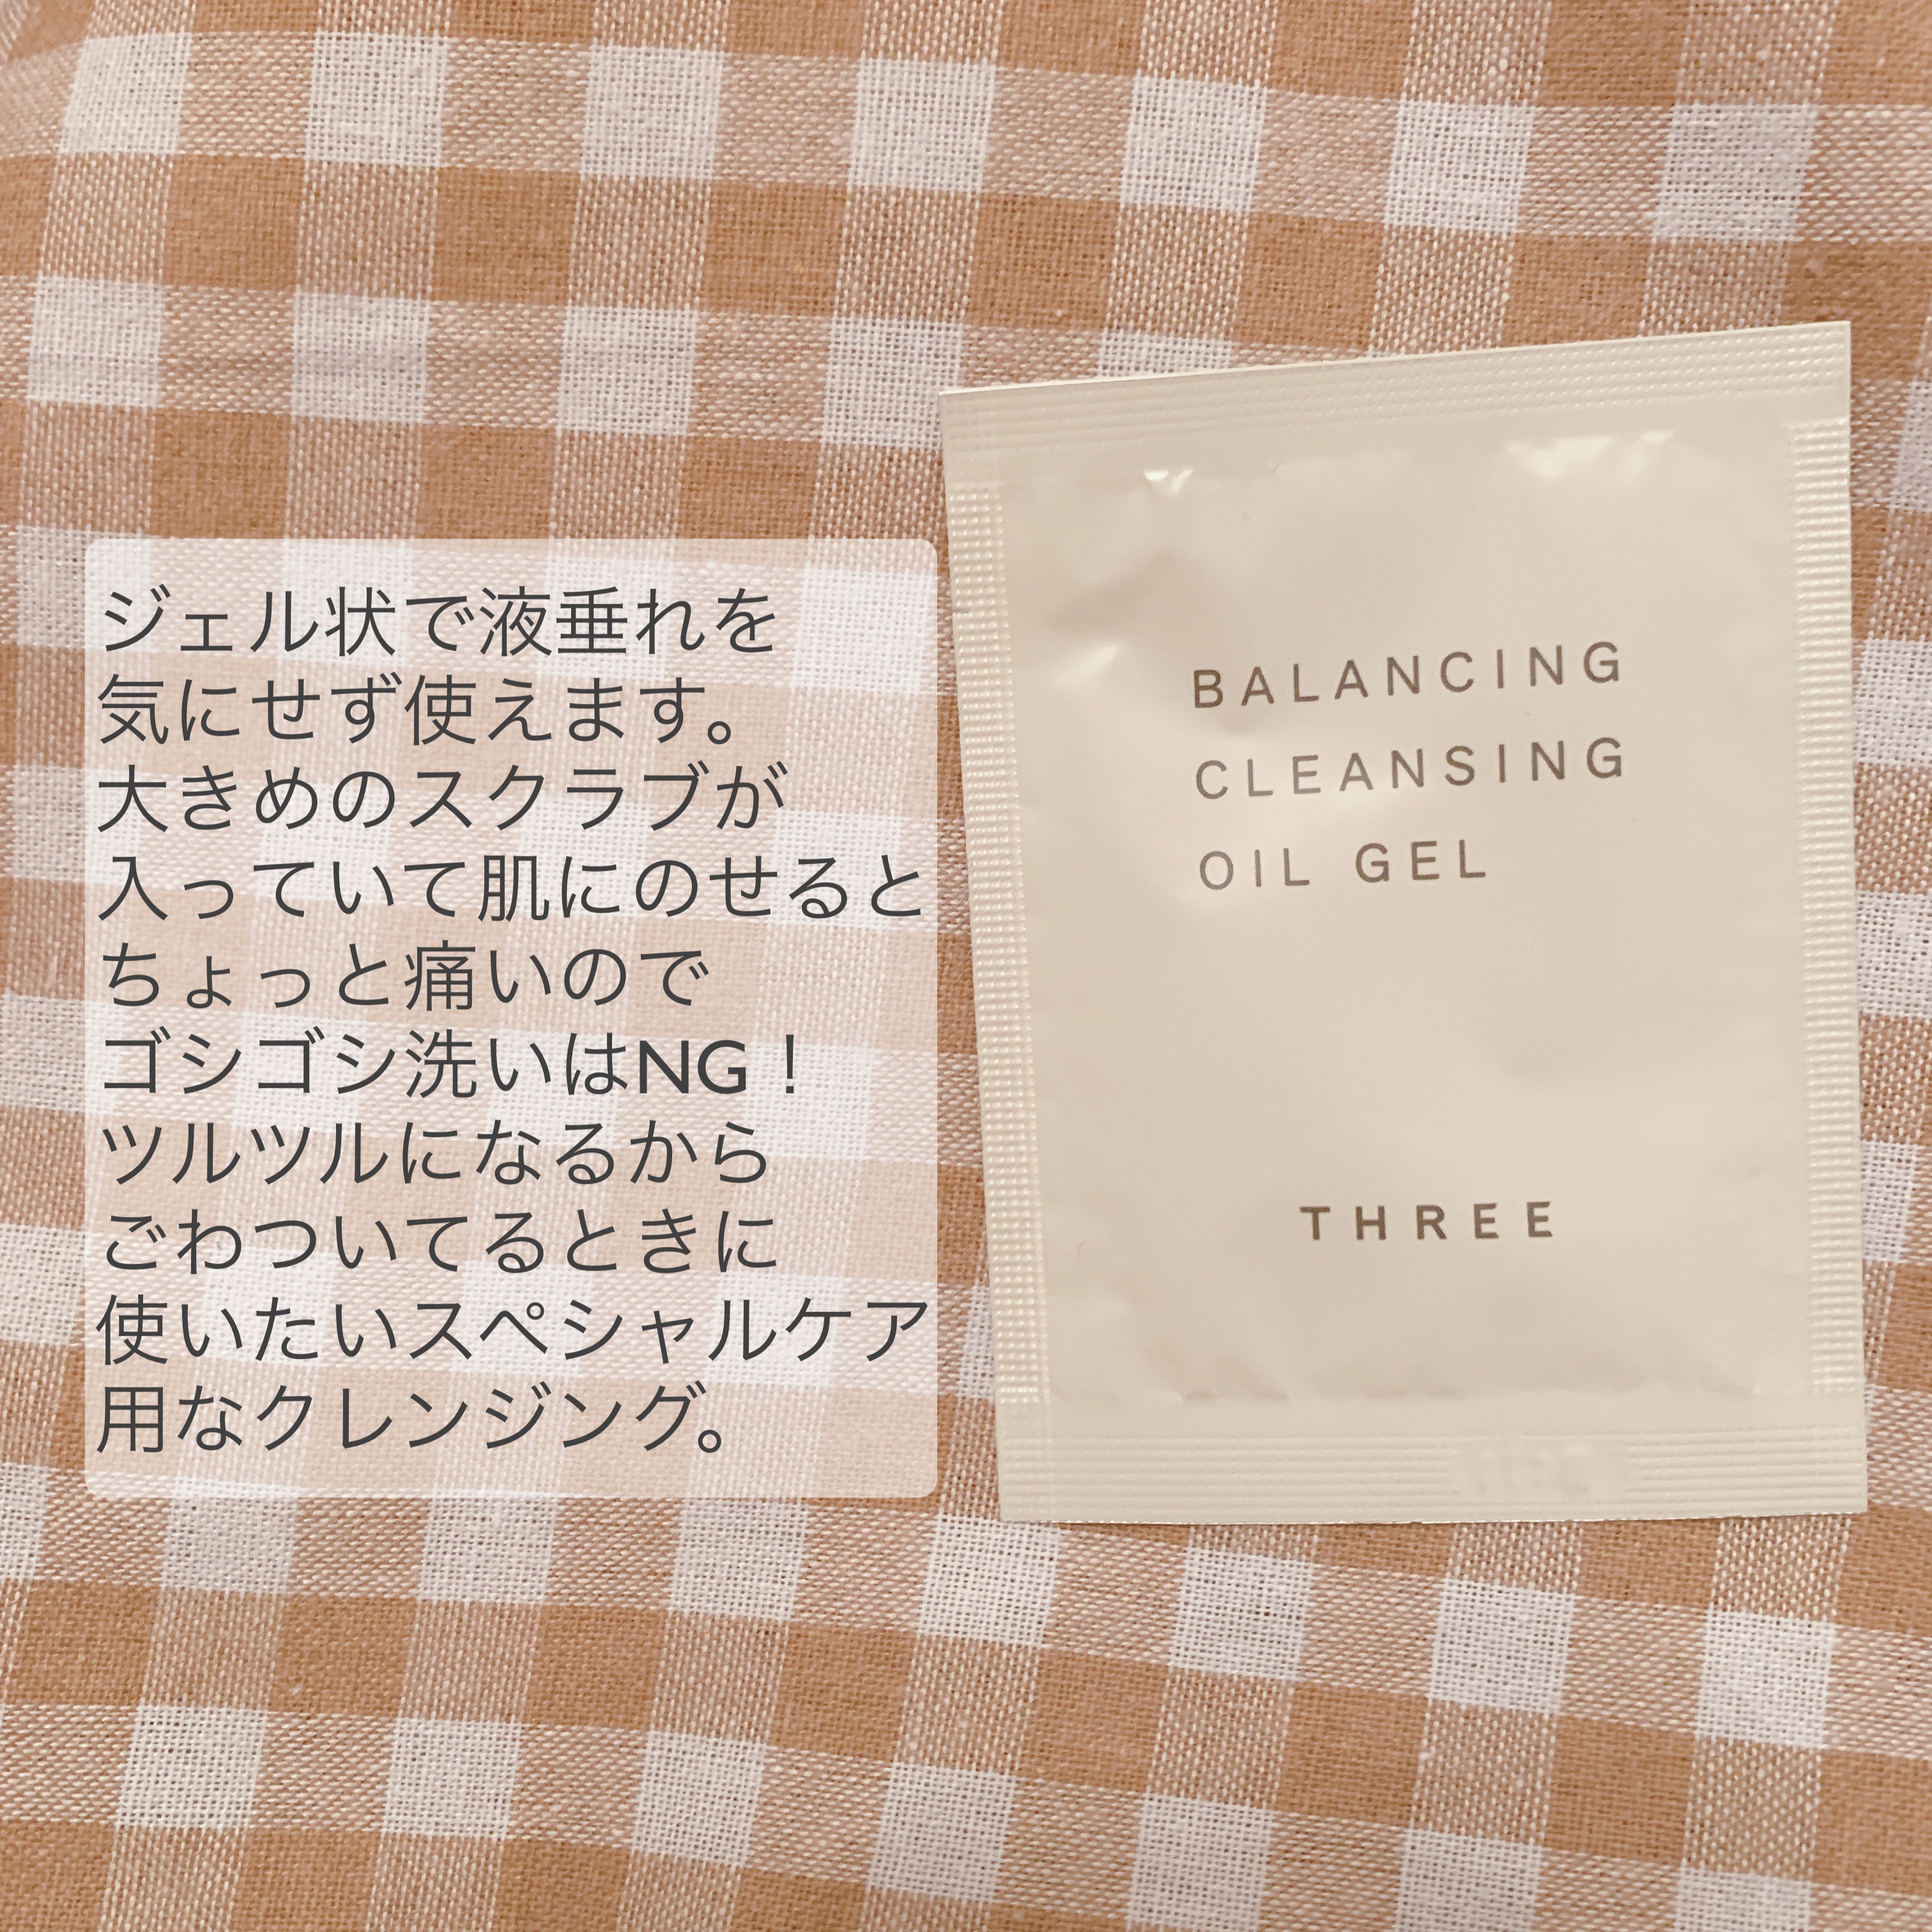 ジェル状で液垂れを
気にせず使えます。
大きめのスクラブが
入っていて肌にのせると
ちょっと痛いので
ゴシゴシ洗いはNG！
ツルツルになるから
ごわついてるときに
使いたいスペシャルケア
用なクレンジング。
BALANCING
CLEANSING
OIL GEL
THREE